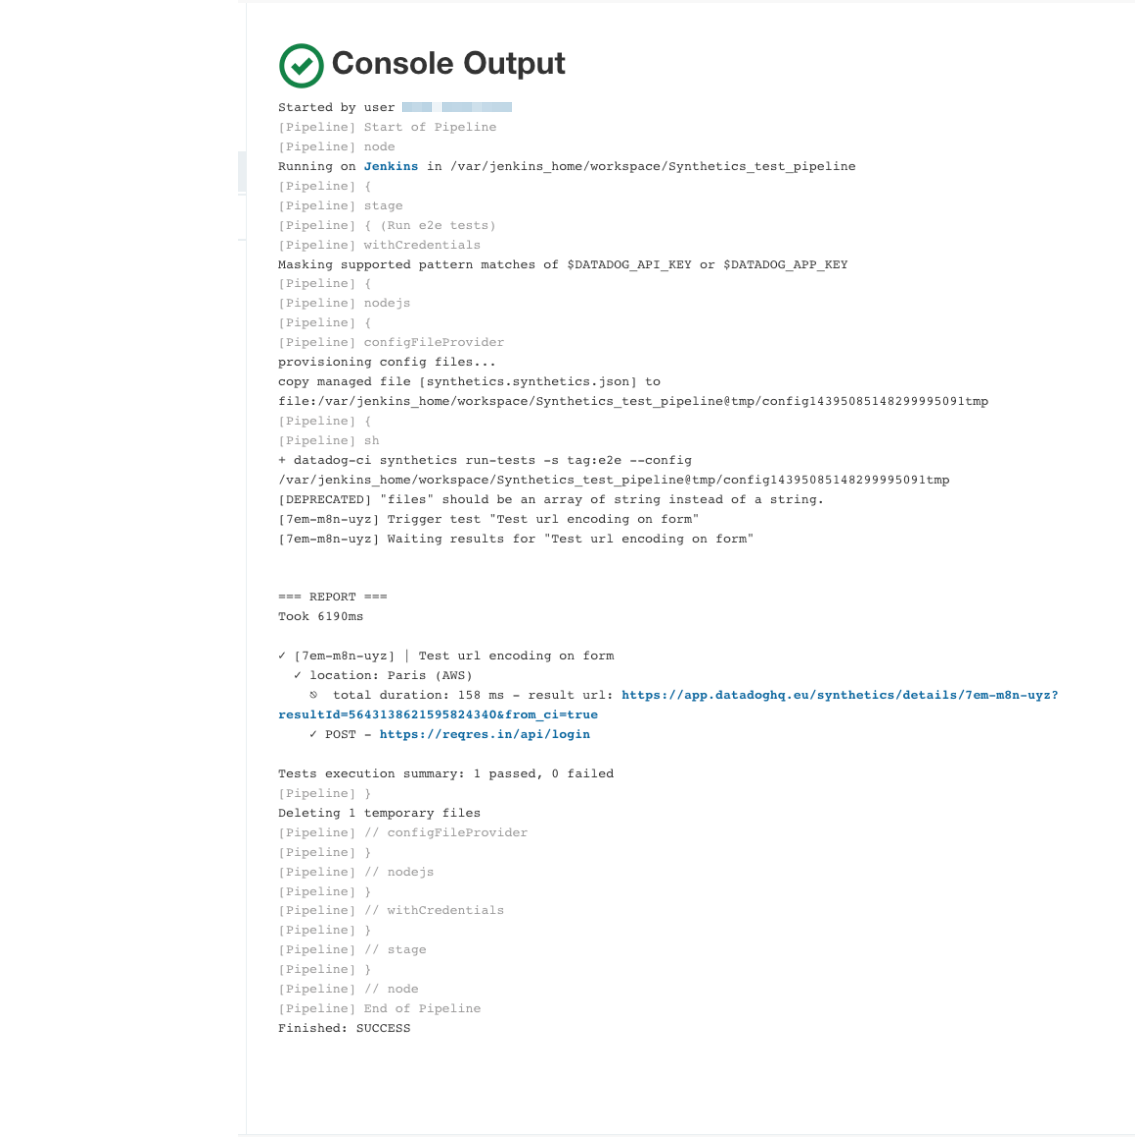 Console Output
Started by user
[Pipeline] Start of Pipeline
[Pipeline] node
Running on Jenkins in /var/jenkins_home/workspace/Synthetics_test_pipeline
[Pipeline] {
[Pipeline] stage
[Pipeline] { (Run e2e tests)
[Pipeline] withCredentials
Masking supported pattern matches of $DATADOG_API_KEY or $DATADOG_APP_KEY
[Pipeline] {
[Pipeline] nodejs
[Pipeline] {
[Pipeline] configFileProvider
provisioning config files...
copy managed file [synthetics.synthetics.json] to
file:/var/jenkins_home/workspace/Synthetics_test_pipeline@tmp/config14395085148299995091tmp
[Pipeline] {
[Pipeline] sh
+ datadog-ci synthetics run-tests -s tag:e2e --config
/var/jenkins_home/workspace/Synthetics_test_pipeline@tmp/config14395085148299995091tmp
[DEPRECATED] "files" should be an array of string instead of a string.
[7em-m8n-uyz] Trigger test "Test url encoding on form"
[7em-m8n-uyz] Waiting results for "Test url encoding on form"
=== REPORT ===
Took 6190ms
✓ [7em-m8n-uyz] | Test url encoding on form
✓ location: Paris (AWS)
⎋ total duration: 158 ms - result url: https://app.datadoghq.eu/synthetics/details/7em-m8n-uyz?
resultId=5643138621595824340&from_ci=true
✓ POST - https://reqres.in/api/login
Tests execution summary: 1 passed, 0 failed
[Pipeline] }
Deleting 1 temporary files
[Pipeline] // configFileProvider
[Pipeline] }
[Pipeline] // nodejs
[Pipeline] }
[Pipeline] // withCredentials
[Pipeline] }
[Pipeline] // stage
[Pipeline] }
[Pipeline] // node
[Pipeline] End of Pipeline
Finished: SUCCESS